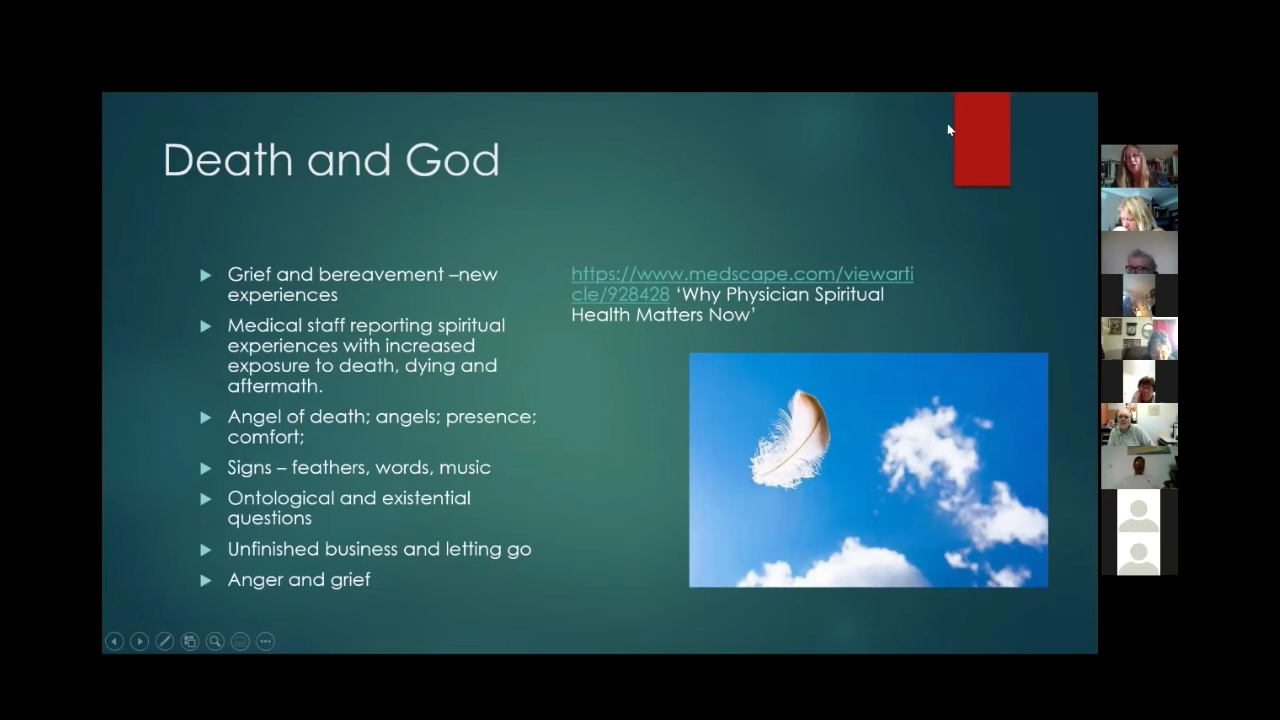 Death and God
Grief and bereavement –new
experiences
Medical staff reporting spiritual
experiences with increased
exposure to death, dying and
aftermath.
Angel of death; angels; presence;
comfort;
Signs – feathers, words, music
Ontological and existential
questions
Unfinished business and letting go
Anger and grief
https://www.medscape.com/viewarti
cle/928428 ‘Why Physician Spiritual
Health Matters Now’